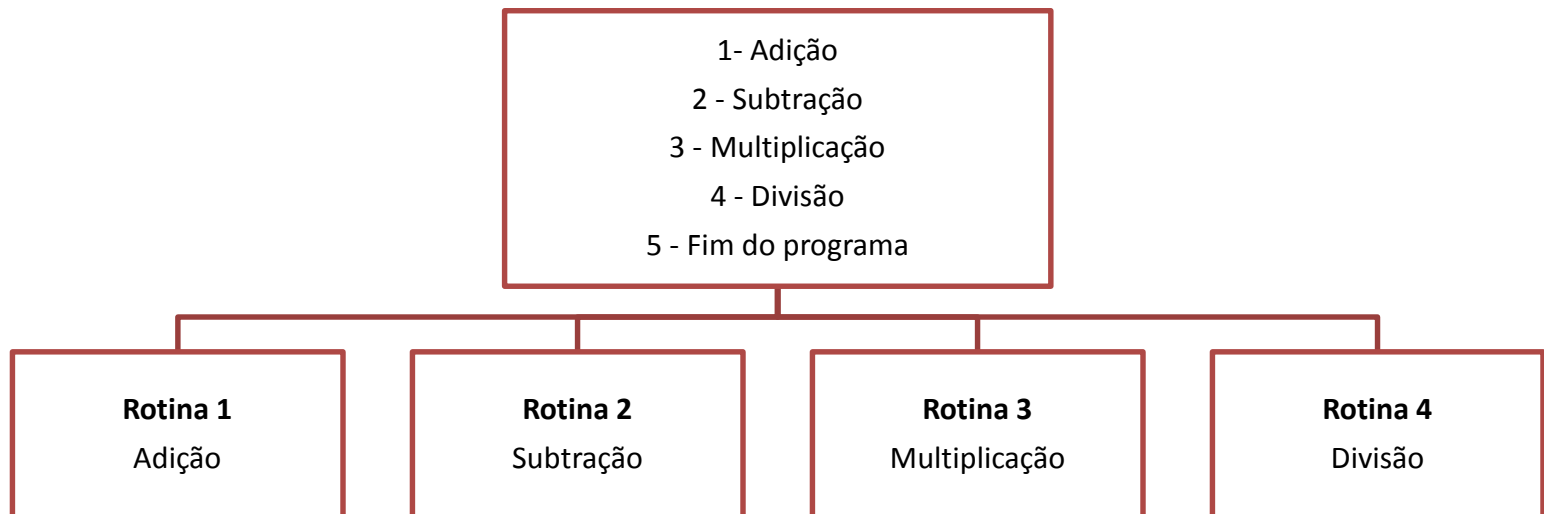 1- Adição
2 - Subtração
3 - Multiplicação
4 - Divisão
5 - Fim do programa
Rotina 1
Adição
Rotina 2
Subtração
Rotina 3
Multiplicação
Rotina 4
Divisão